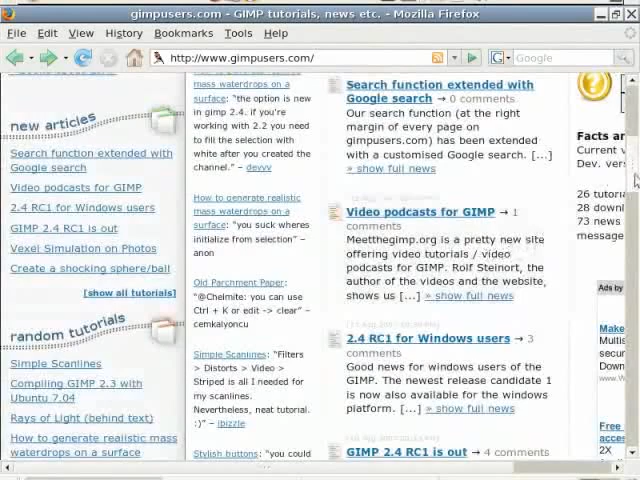 gimpusers.com - GIMP tutorials, news etc. - Mozilla Firefox
File Edit View History Bookmarks Tools Help
http://www.gimpusers.com/
Google
new articles
Search function extended with
Google search
Video podcasts for GIMP
2.4 RC1 for Windows users
GIMP 2.4 RC1 is out
Vexel Simulation on Photos
Create a shocking sphere/ball
[show all tutorials]
random tutorials
Simple Scanlines
Compiling GIMP 2.3 with
Ubuntu 7.04
Rays of Light (behind text)
How to generate realistic mass
waterdrops on a surface
mass waterdrops on a
surface: "the option is new
in gimp 2.4. if you're
working with 2.2 you need
to fill the selection with
white after you created the
channel." – devvv
How to generate realistic
mass waterdrops on a
surface: "you suck wheres
initialize from selection" –
anon
Old Parchment Paper:
"@Chelmite: you can use
Ctrl + K or edit -> clear" –
cemkalyoncu
Simple Scanlines: "Filters
> Distorts > Video >
Striped is all I needed for
my scanlines.
Nevertheless, neat tutorial.
:)" – ibizzle
Stylish buttons: "you could
Search function extended with
Google search → 0 comments
Our search function (at the right
margin of every page on
gimpusers.com) has been extended
with a customised Google search. [...]
» show full news
Video podcasts for GIMP → 1
comments
Meetthegimp.org is a pretty new site
offering video tutorials / video
podcasts for GIMP. Rolf Steinort, the
author of the videos and the website,
shows us [...] » show full news
2.4 RC1 for Windows users → 3
comments
Good news for windows users of the
GIMP. The newest release candidate 1
is now also available for the windows
platform. [...] » show full news
GIMP 2.4 RC1 is out → 4 comments
Facts an
Current v
Dev. vers
26 tutoria
28 downl
73 news
message
Ads by
Make
Multis
secur
www.W
Free
acces
2X